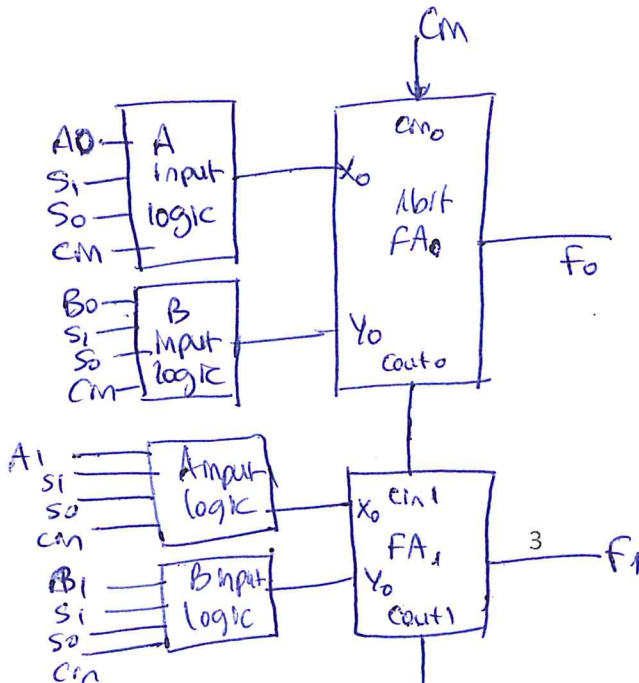 Cin
A0
A
input
logic
S1
S0
Cin
X0
cin0
1bit
FA0
F0
B0
B
input
logic
S1
S0
Cin
Y0
cout0
A1
S1
S0
Cin
A input
logic
X0
cin1
FA1
3
F1
B1
S1
S0
Cin
B input
logic
Y0
Cout1